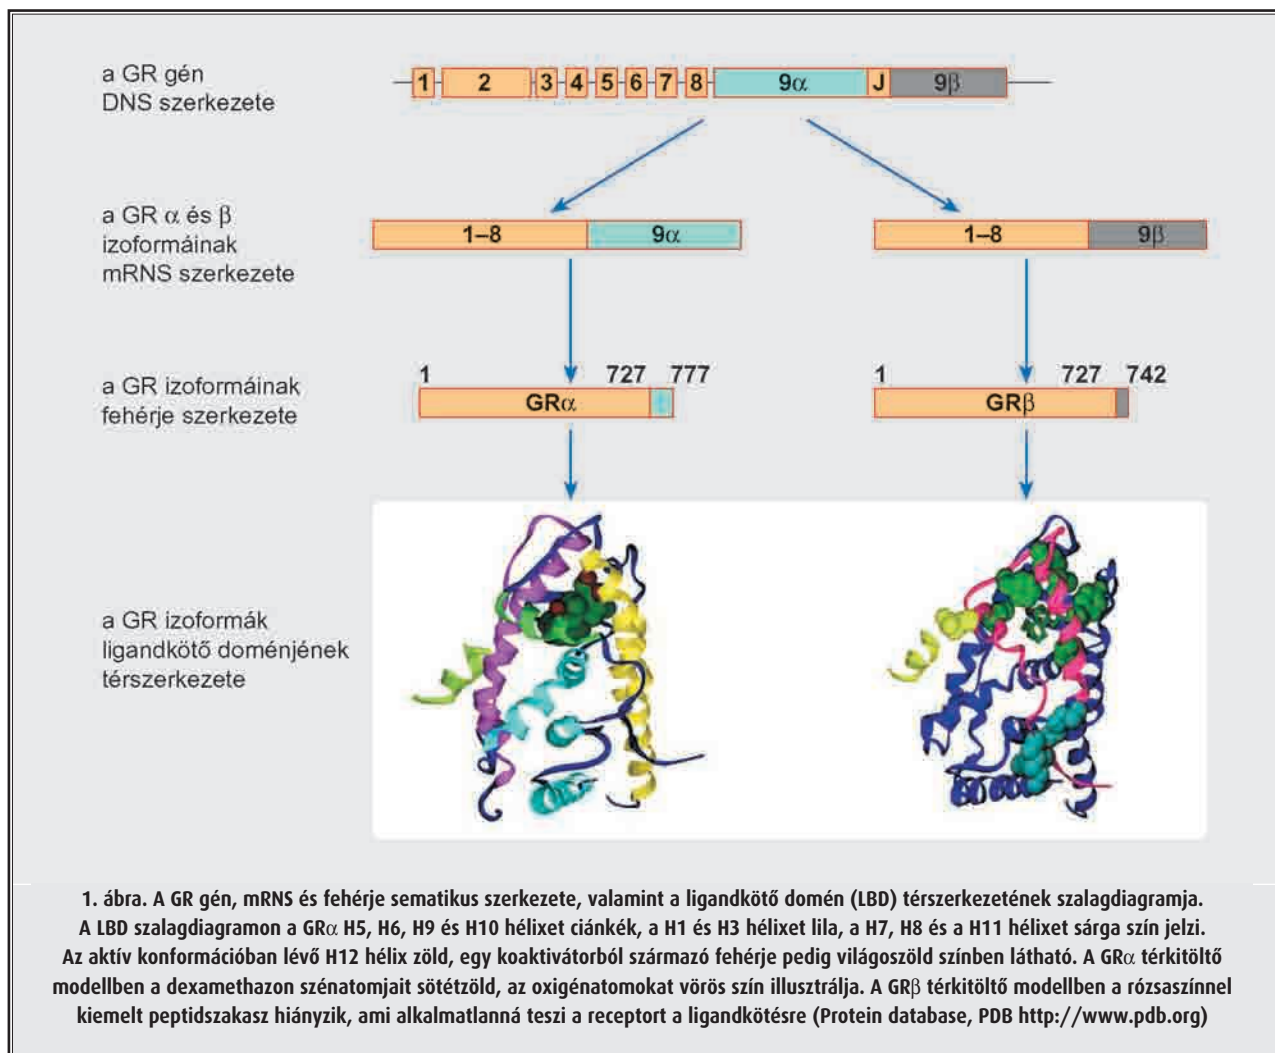 a GR gén
DNS szerkezete
1 2 3 4 5 6 7 8 9α J 9β
a GR α és β
izoformáinak
mRNS szerkezete
1–8 9α
1–8 9β
a GR izoformáinak
fehérje szerkezete
1 727 777
GRα
1 727 742
GRβ
a GR izoformák
ligandkötő doménjének
térszerkezete
1. ábra. A GR gén, mRNS és fehérje sematikus szerkezete, valamint a ligandkötő domén (LBD) térszerkezetének szalagdiagramja.
A LBD szalagdiagramon a GRα H5, H6, H9 és H10 hélixet ciánkék, a H1 és H3 hélixet lila, a H7, H8 és a H11 hélixet sárga szín jelzi.
Az aktív konformációban lévő H12 hélix zöld, egy koaktivátorból származó fehérje pedig világoszöld színben látható. A GRα térkitöltő
modellben a dexamethazon szénatomjait sötétzöld, az oxigénatomokat vörös szín illusztrálja. A GRβ térkitöltő modellben a rózsaszínnel
kiemelt peptidszakasz hiányzik, ami alkalmatlanná teszi a receptort a ligandkötésre (Protein database, PDB http://www.pdb.org)